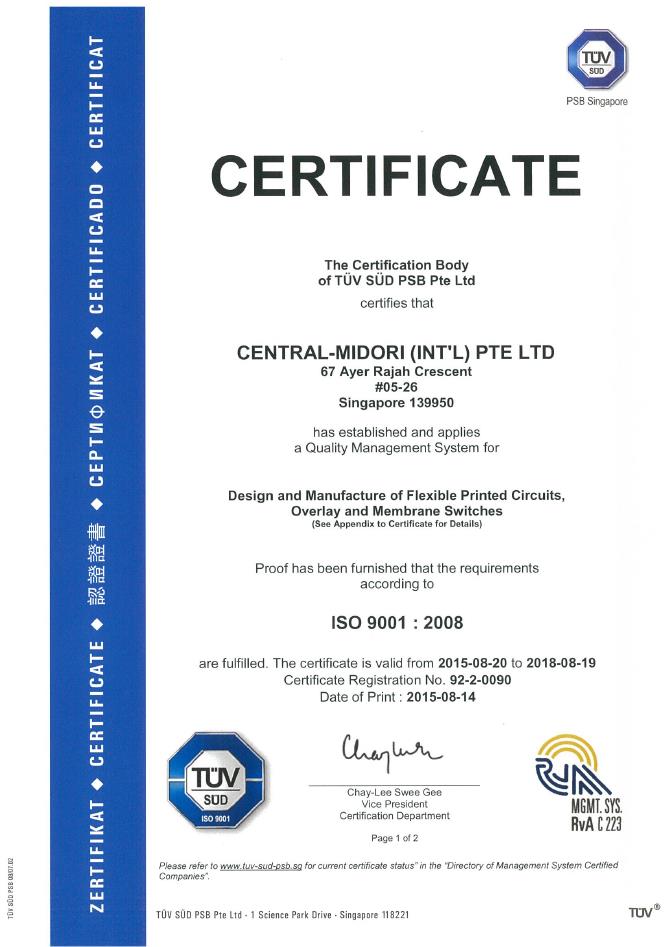 TÜV
SÜD
PSB Singapore
CERTIFICATE
The Certification Body
of TÜV SÜD PSB Pte Ltd
certifies that
CENTRAL-MIDORI (INT'L) PTE LTD
67 Ayer Rajah Crescent
#05-26
Singapore 139950
has established and applies
a Quality Management System for
Design and Manufacture of Flexible Printed Circuits,
Overlay and Membrane Switches
(See Appendix to Certificate for Details)
Proof has been furnished that the requirements
according to
ISO 9001 : 2008
are fulfilled. The certificate is valid from 2015-08-20 to 2018-08-19
Certificate Registration No. 92-2-0090
Date of Print : 2015-08-14
TÜV
SÜD
ISO 9001
Chay-Lee Swee Gee
Vice President
Certification Department
Page 1 of 2
RvA
MGMT. SYS.
RvA C 223
Please refer to www.tuv-sud-psb.sg for current certificate status” in the “Directory of Management System Certified
Companies”.
TÜV SÜD PSB Pte Ltd · 1 Science Park Drive · Singapore 118221
TÜV®
ZERTIFIKAT ◆ CERTIFICATE ◆ 認證證書 ◆ СЕРТИФИКАТ ◆ CERTIFICADO ◆ CERTIFICAT